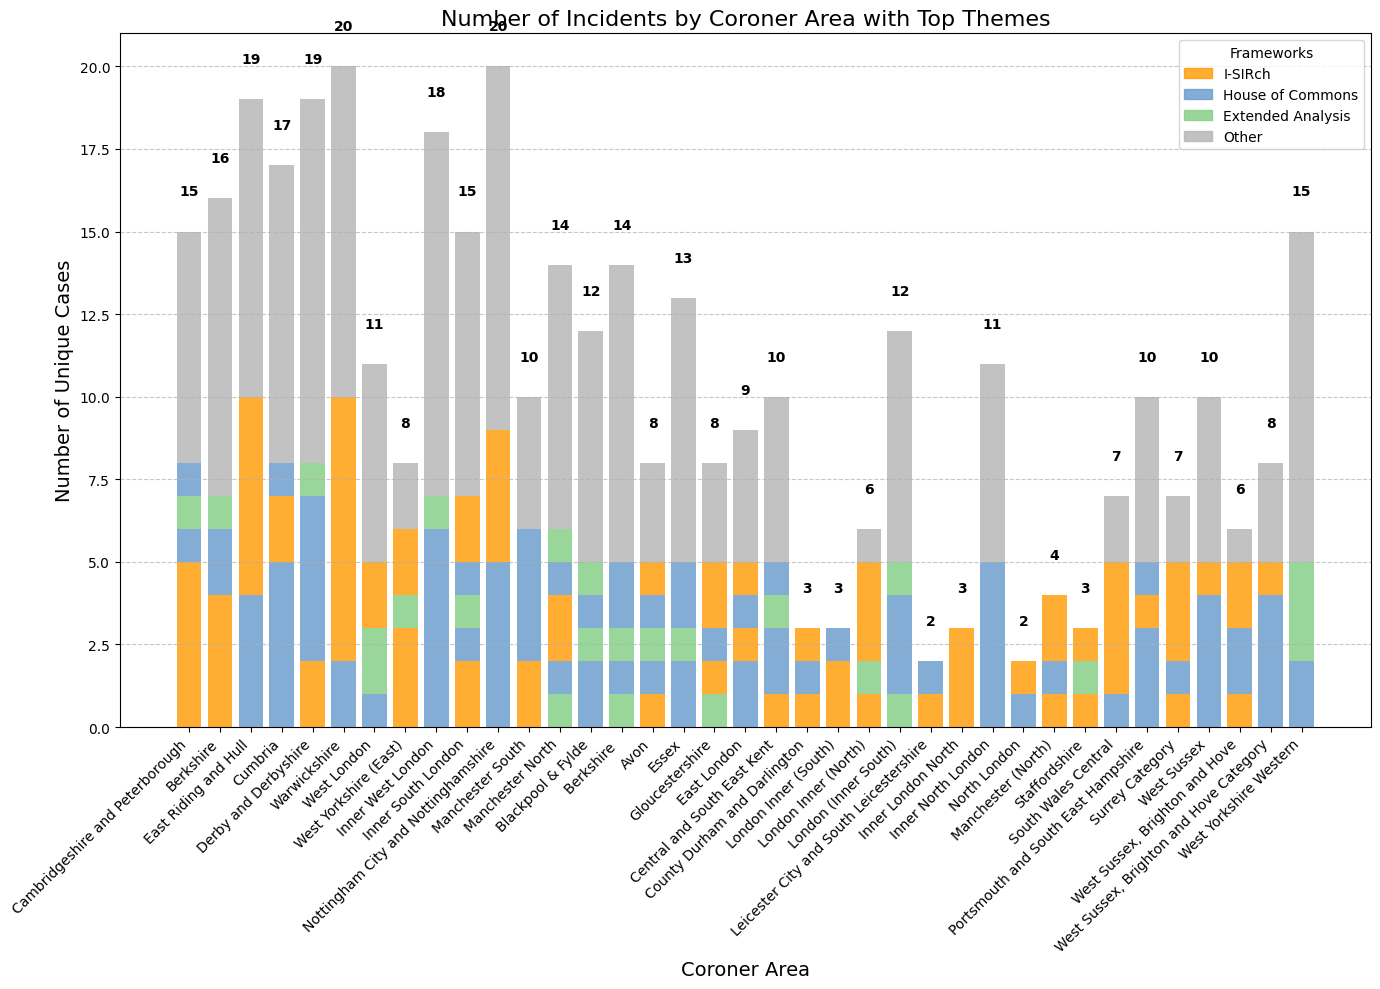 Number of Incidents by Coroner Area with Top Themes
Number of Unique Cases
20.0
17.5
15.0
12.5
10.0
7.5
5.0
2.5
0.0
15
16
19
17
19
20
11
8
18
15
20
10
14
12
14
8
13
8
9
10
3
3
6
12
2
3
11
2
4
3
7
10
7
10
6
8
15
Frameworks
I-SIRch
House of Commons
Extended Analysis
Other
Cambridgeshire and Peterborough
Berkshire
East Riding and Hull
Cumbria
Derby and Derbyshire
Warwickshire
West London
West Yorkshire (East)
Inner West London
Inner South London
Nottingham City and Nottinghamshire
Manchester South
Manchester North
Blackpool & Fylde
Berkshire
Avon
Essex
Gloucestershire
East London
Central and South East Kent
County Durham and Darlington
London Inner (South)
London Inner (North)
London (Inner South)
Leicester City and South Leicestershire
Inner London North
Inner North London
North London
Manchester (North)
Staffordshire
South Wales Central
Portsmouth and South East Hampshire
Surrey Category
West Sussex
West Sussex, Brighton and Hove
West Sussex, Brighton and Hove Category
West Yorkshire Western
Coroner Area